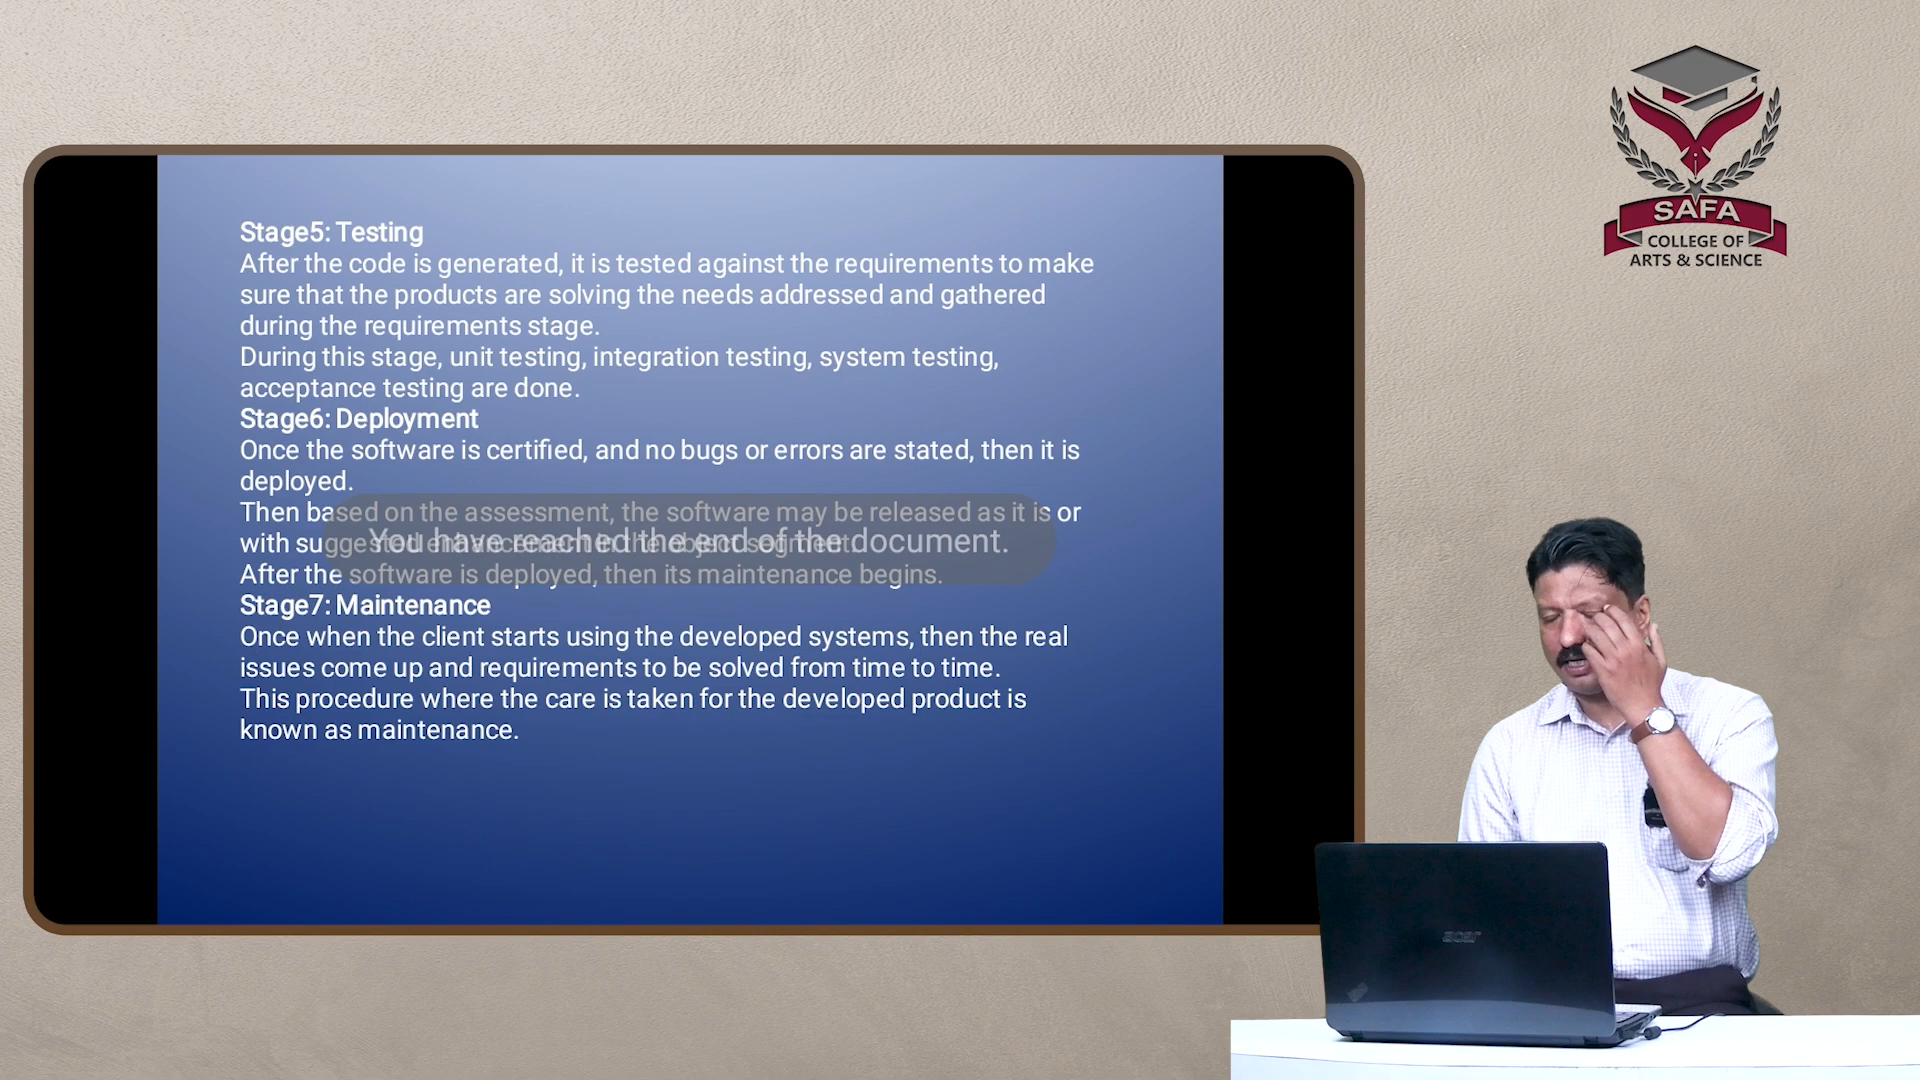 Stage5: Testing
After the code is generated, it is tested against the requirements to make
sure that the products are solving the needs addressed and gathered
during the requirements stage.
During this stage, unit testing, integration testing, system testing,
acceptance testing are done.
Stage6: Deployment
Once the software is certified, and no bugs or errors are stated, then it is
deployed.
Then based on the assessment, the software may be released as it is or
with suggested enhancement in the object segment.
You have reached the end of the document.
After the software is deployed, then its maintenance begins.
Stage7: Maintenance
Once when the client starts using the developed systems, then the real
issues come up and requirements to be solved from time to time.
This procedure where the care is taken for the developed product is
known as maintenance.
SAFA
COLLEGE OF
ARTS & SCIENCE
acer